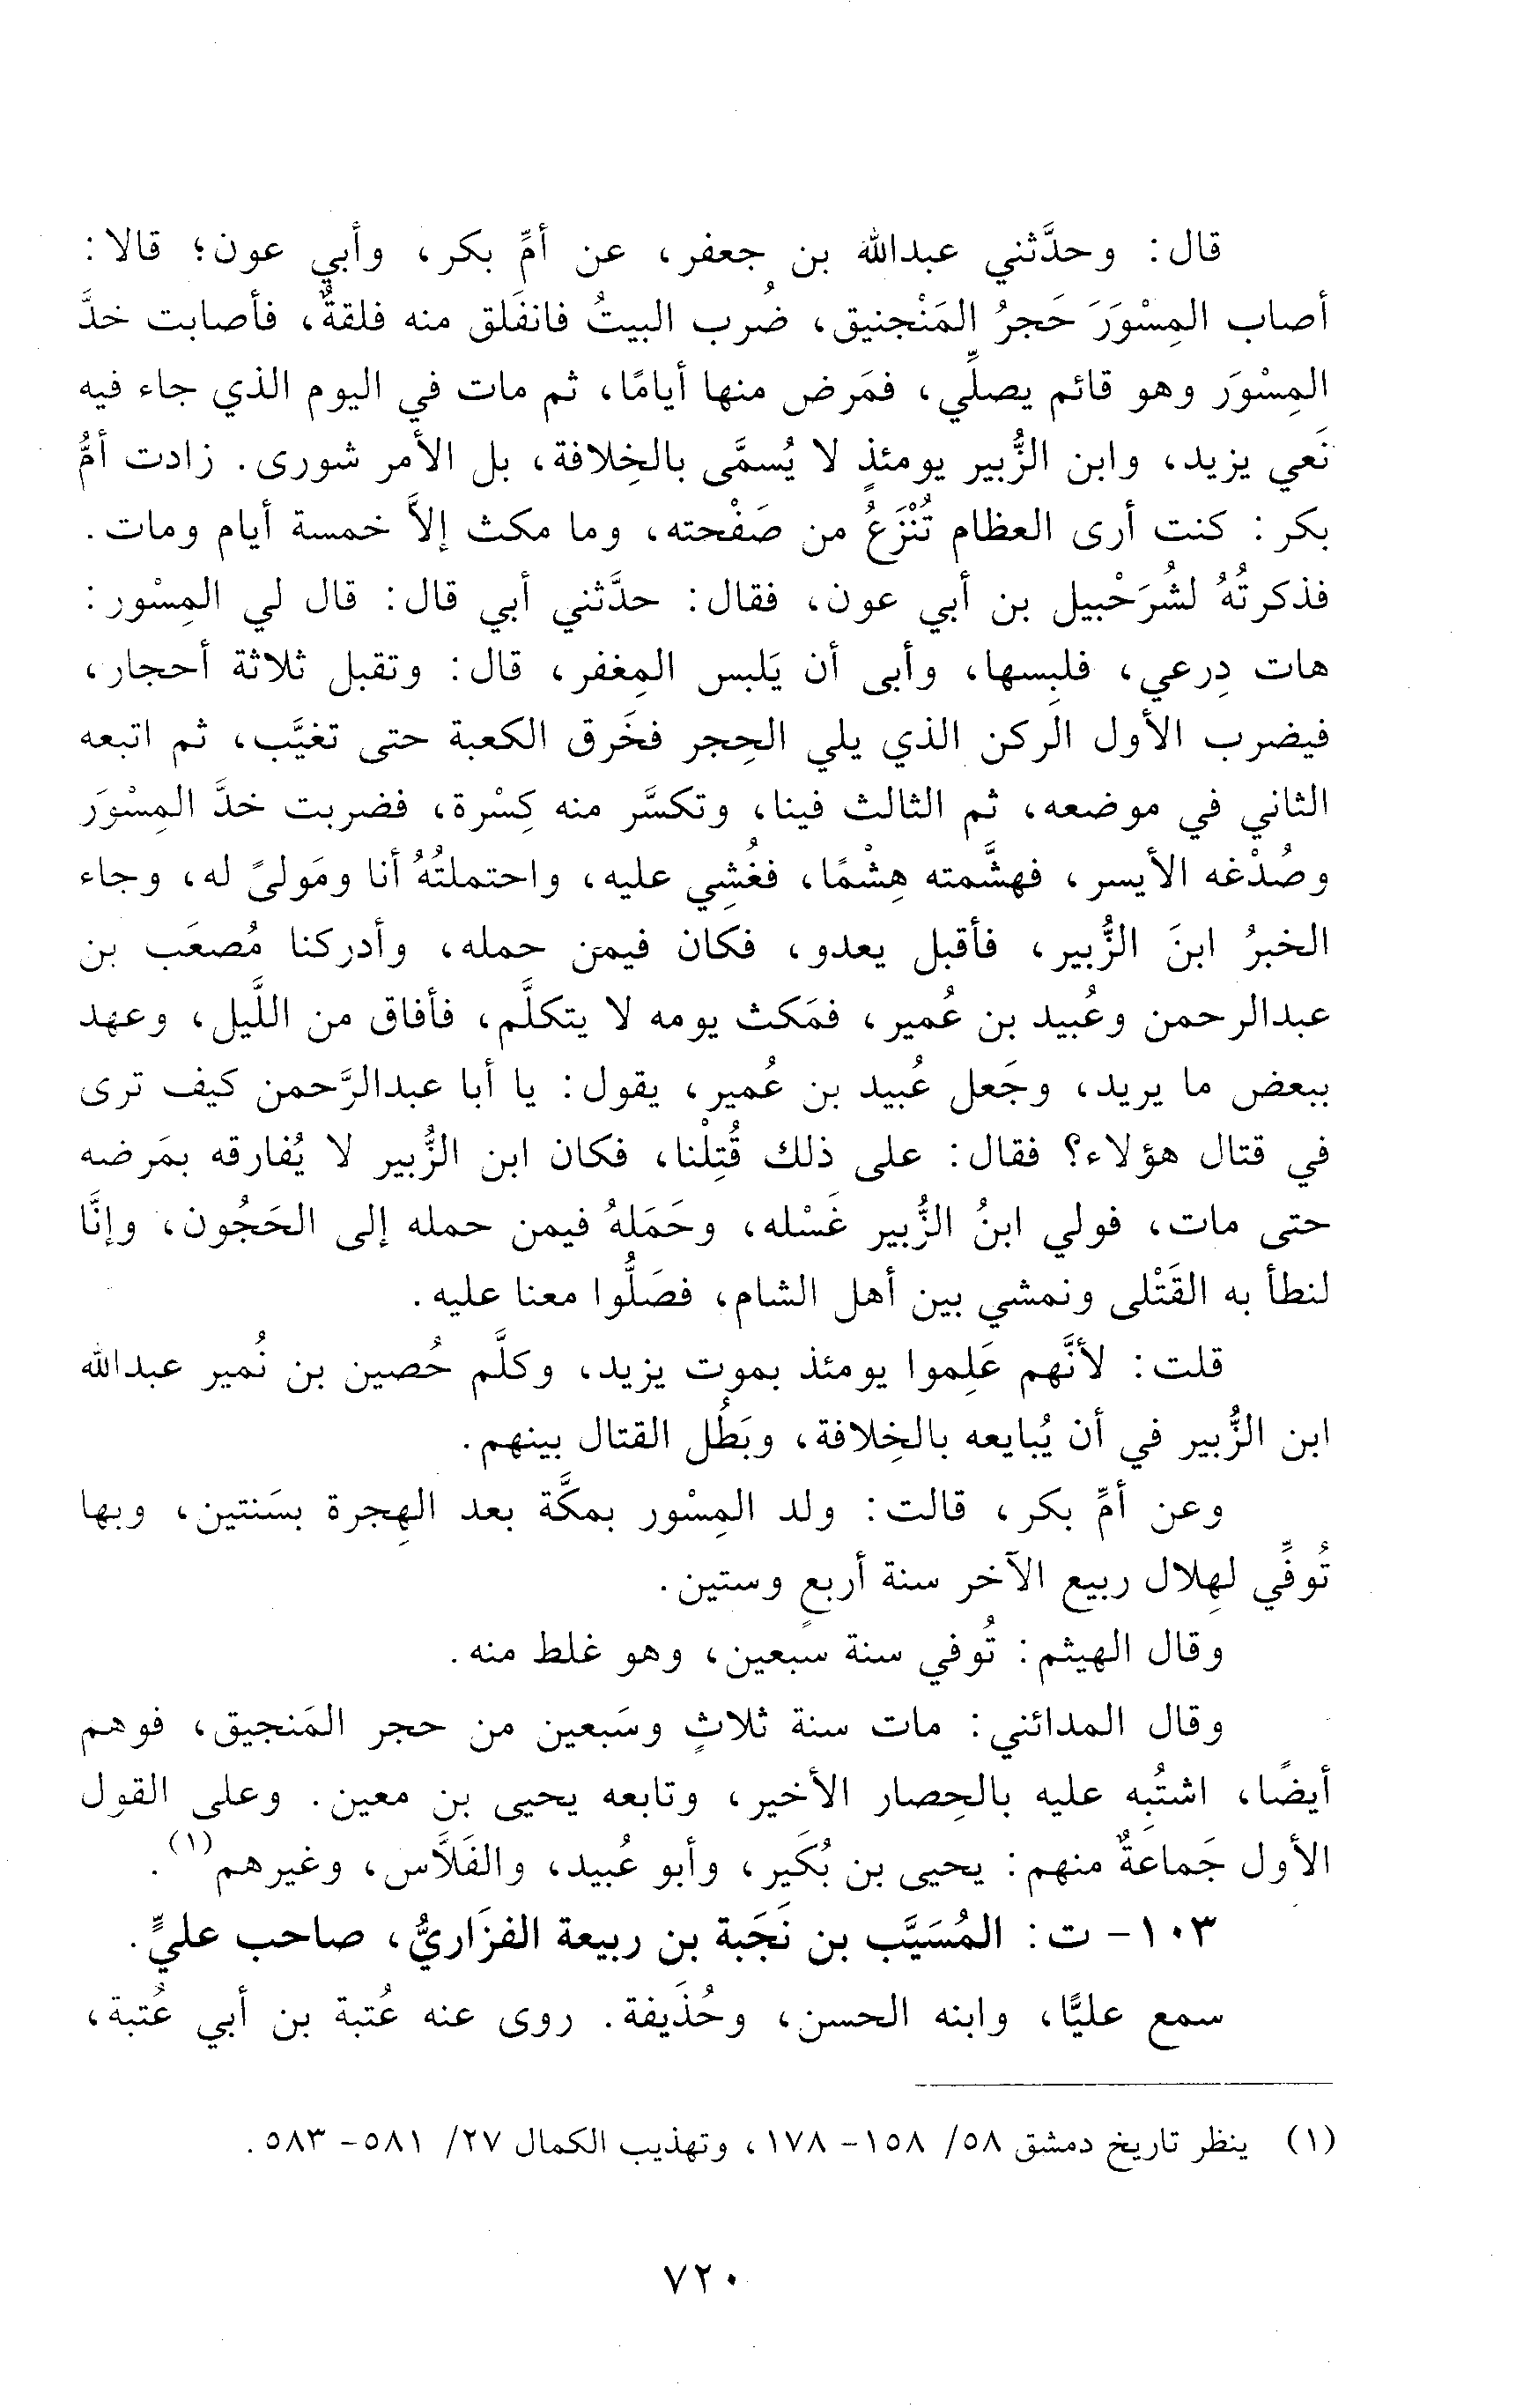 قال: وحدَّثني عبدالله بن جعفر، عن أمِّ بكر، وأبي عون؛ قالا:
أصاب المِسْوَرَ حَجرُ المَنْجنيق، ضُرب البيتُ فانفَلق منه فلقةٌ، فأصابت خدَّ
المِسْوَر وهو قائم يصلِّي، فمَرض منها أيامًا، ثم مات في اليوم الذي جاء فيه
نَعي يزيد، وابن الزُّبير يومئذٍ لا يُسمَّى بالخِلافة، بل الأمر شورى. زادت أمُّ
بكر: كنت أرى العظام تُنْزَعُ من صَفْحته، وما مكث إلاَّ خمسة أيام ومات.
فذكرتُهُ لشُرَحْبيل بن أبي عون، فقال: حدَّثني أبي قال: قال لي المِسْور:
هات دِرعي، فلبِسها، وأبى أن يَلبس المِغفر، قال: وتقبل ثلاثة أحجار،
فيضرب الأول الركن الذي يلي الحِجر فخَرق الكعبة حتى تغيَّب، ثم اتبعه
الثاني في موضعه، ثم الثالث فينا، وتكسَّر منه كِسْرة، فضربت خدَّ المِسْوَر
وصُدْغه الأيسر، فهشَّمته هِشْمًا، فغُشِي عليه، واحتملتُهُ أنا ومَولىً له، وجاء
الخبرُ ابنَ الزُّبير، فأقبل يعدو، فكان فيمن حمله، وأدركنا مُصعَب بن
عبدالرحمن وعُبيد بن عُمير، فمَكث يومه لا يتكلَّم، فأفاق من اللَّيل، وعهد
ببعض ما يريد، وجَعل عُبيد بن عُمير، يقول: يا أبا عبدالرَّحمن كيف ترى
في قتال هؤلاء؟ فقال: على ذلك قُتِلْنا، فكان ابن الزُّبير لا يُفارقه بمَرضه
حتى مات، فولي ابنُ الزُّبير غَسْله، وحَمَلهُ فيمن حمله إلى الحَجُون، وإنَّا
لنطأ به القَتْلى ونمشي بين أهل الشام، فصَلُّوا معنا عليه.
قلت: لأنَّهم عَلِموا يومئذ بموت يزيد، وكلَّم حُصين بن نُمير عبدالله
ابن الزُّبير في أن يُبايعه بالخِلافة، وبَطُل القتال بينهم.
وعن أمِّ بكر، قالت: ولد المِسْور بمكَّة بعد الهِجرة بسَنتين، وبها
تُوفِّي لهِلال ربيع الآخر سنة أربعٍ وستين.
وقال الهيثم: تُوفي سنة سبعين، وهو غلط منه.
وقال المدائني: مات سنة ثلاثٍ وسَبعين من حجر المَنجيق، فوهم
أيضًا، اشتُبِه عليه بالحِصار الأخير، وتابعه يحيى بن معين. وعلى القول
الأول جَماعةٌ منهم: يحيى بن بُكَير، وأبو عُبيد، والفَلاَّس، وغيرهم(١).
١٠٣- ت: المُسَيَّب بن نَجَبة بن ربيعة الفزَاريُّ، صاحب عليٍّ.
سمع عليًّا، وابنه الحسن، وحُذَيفة. روى عنه عُتبة بن أبي عُتبة،
(١) ينظر تاريخ دمشق ٥٨/ ١٥٨- ١٧٨، وتهذيب الكمال ٢٧/ ٥٨١- ٥٨٣.
٧٢٠